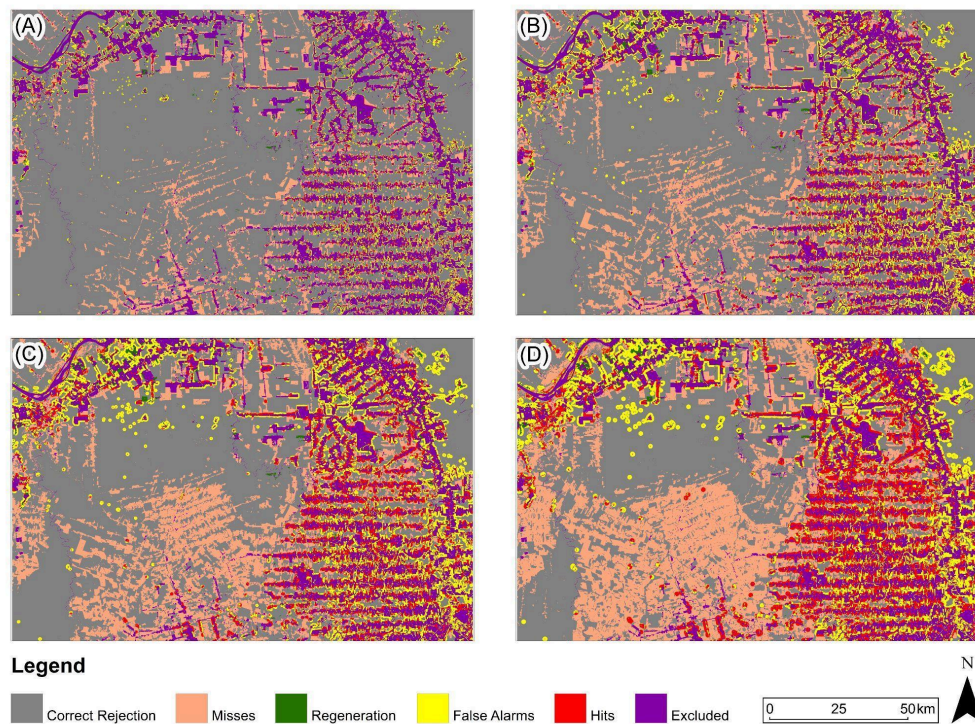 (A)
(B)
(C)
(D)
Legend
N
Correct Rejection Misses Regeneration False Alarms Hits Excluded
0 25 50km